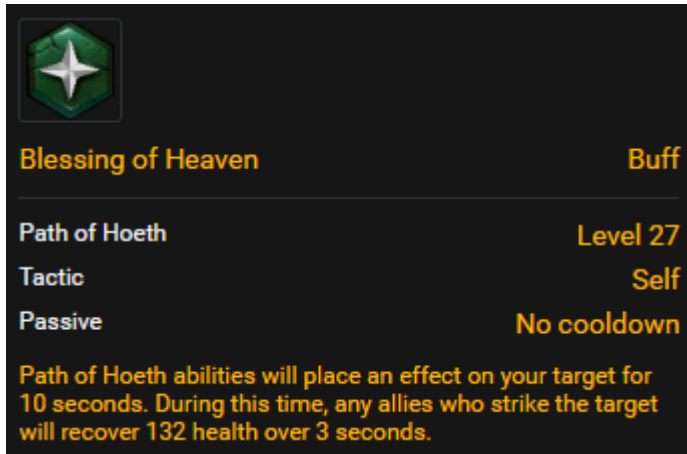 Blessing of Heaven Buff
Path of Hoeth Level 27
Tactic Self
Passive No cooldown
Path of Hoeth abilities will place an effect on your target for
10 seconds. During this time, any allies who strike the target
will recover 132 health over 3 seconds.